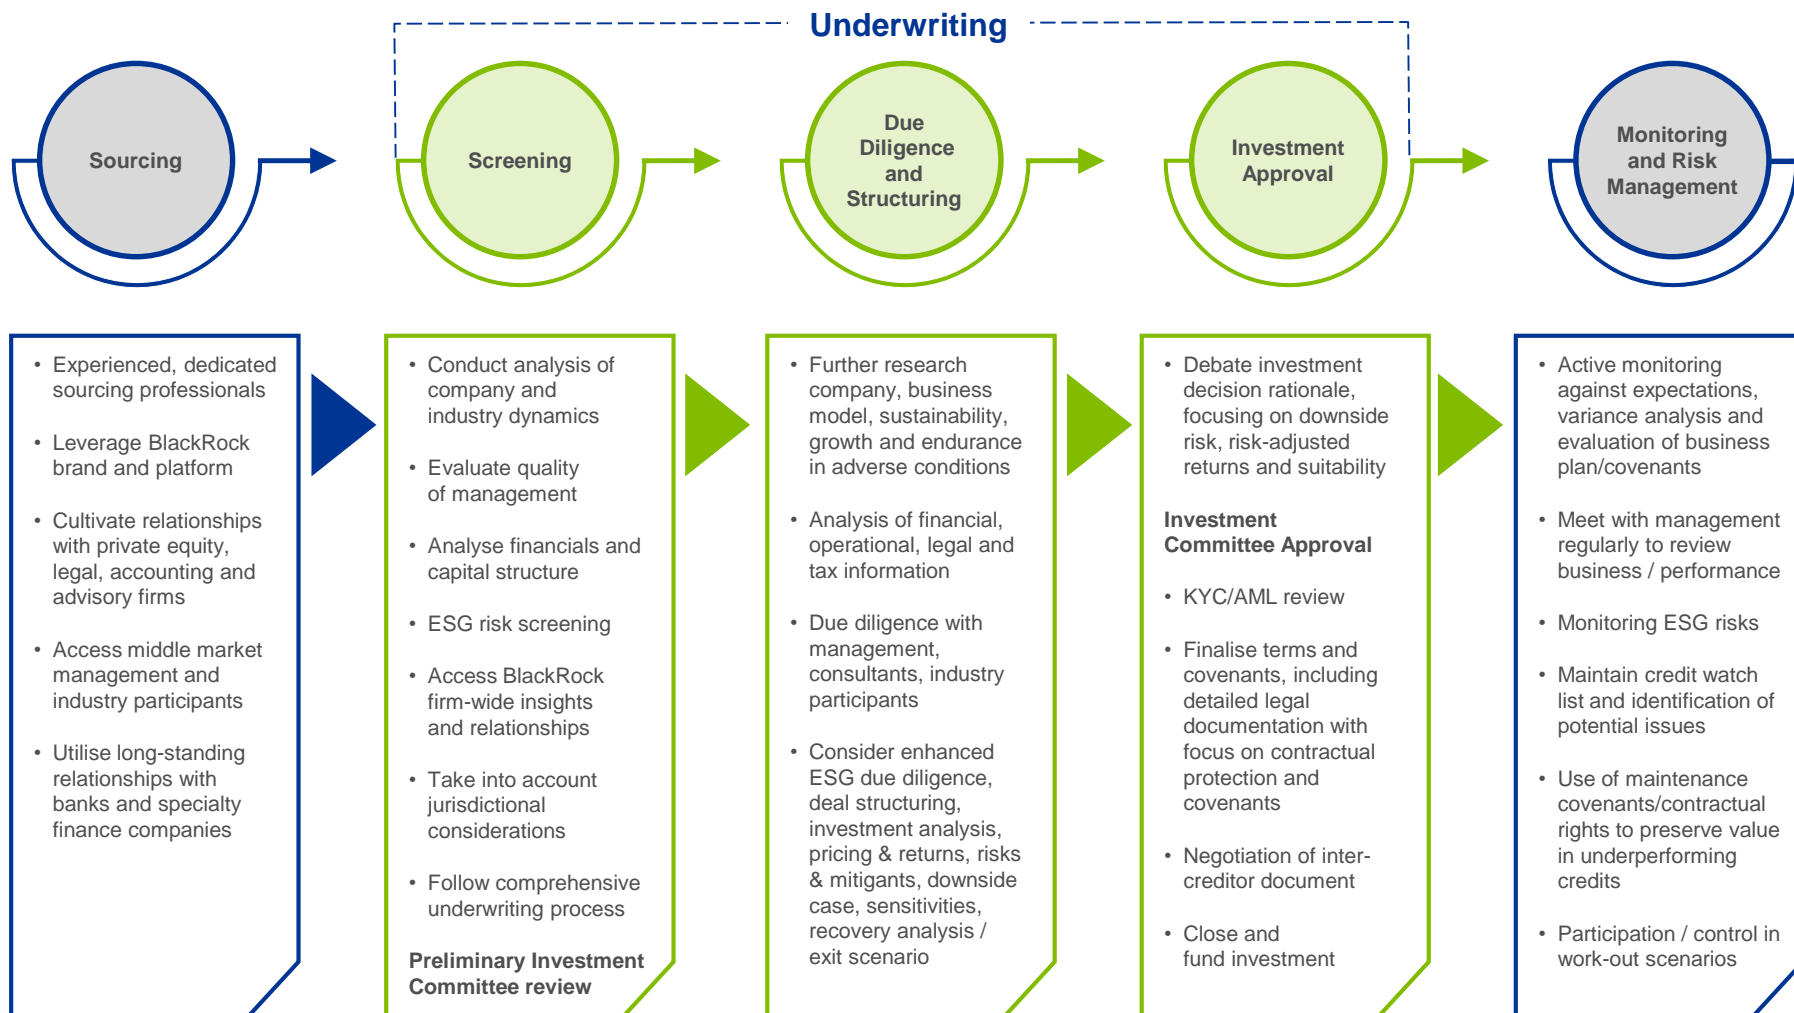 Underwriting
Sourcing
Screening
Due
Diligence
and
Structuring
Investment
Approval
Monitoring
and Risk
Management
• Experienced, dedicated
sourcing professionals
• Leverage BlackRock
brand and platform
• Cultivate relationships
with private equity,
legal, accounting and
advisory firms
• Access middle market
management and
industry participants
• Utilise long-standing
relationships with
banks and specialty
finance companies
• Conduct analysis of
company and
industry dynamics
• Evaluate quality
of management
• Analyse financials and
capital structure
• ESG risk screening
• Access BlackRock
firm-wide insights
and relationships
• Take into account
jurisdictional
considerations
• Follow comprehensive
underwriting process
Preliminary Investment
Committee review
• Further research
company, business
model, sustainability,
growth and endurance
in adverse conditions
• Analysis of financial,
operational, legal and
tax information
• Due diligence with
management,
consultants, industry
participants
• Consider enhanced
ESG due diligence,
deal structuring,
investment analysis,
pricing & returns, risks
& mitigants, downside
case, sensitivities,
recovery analysis /
exit scenario
• Debate investment
decision rationale,
focusing on downside
risk, risk-adjusted
returns and suitability
Investment
Committee Approval
• KYC/AML review
• Finalise terms and
covenants, including
detailed legal
documentation with
focus on contractual
protection and
covenants
• Negotiation of inter-
creditor document
• Close and
fund investment
• Active monitoring
against expectations,
variance analysis and
evaluation of business
plan/covenants
• Meet with management
regularly to review
business / performance
• Monitoring ESG risks
• Maintain credit watch
list and identification of
potential issues
• Use of maintenance
covenants/contractual
rights to preserve value
in underperforming
credits
• Participation / control in
work-out scenarios